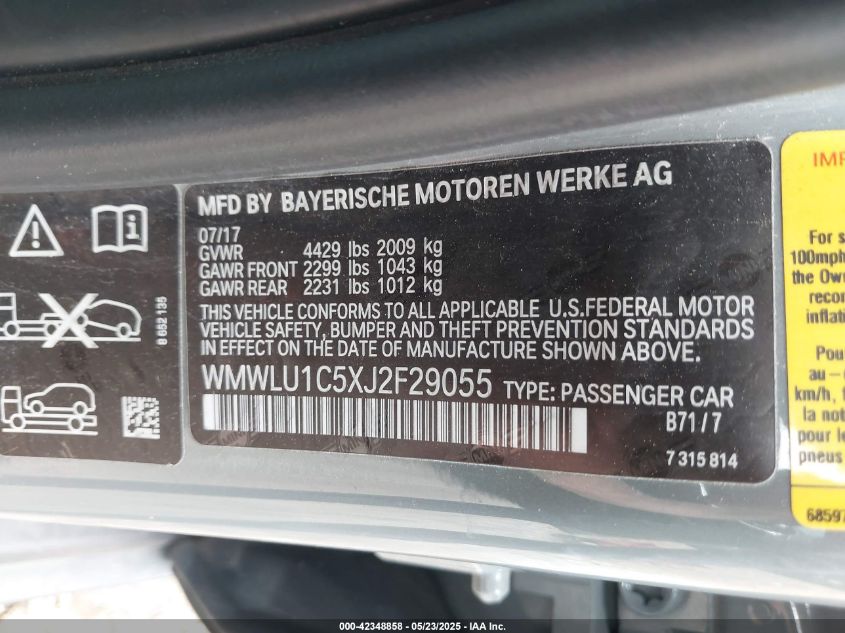 MFD BY BAYERISCHE MOTOREN WERKE AG
07/17
GVWR 4429 lbs 2009 kg
GAWR FRONT 2299 lbs 1043 kg
GAWR REAR 2231 lbs 1012 kg
THIS VEHICLE CONFORMS TO ALL APPLICABLE U.S.FEDERAL MOTOR
VEHICLE SAFETY, BUMPER AND THEFT PREVENTION STANDARDS
IN EFFECT ON THE DATE OF MANUFACTURE SHOWN ABOVE.
WMWLU1C5XJ2F29055 TYPE: PASSENGER CAR
B71/7
7 315 814
8 652 135
IMP
For s
100mph
the Own
recor
inflati
Pou
au-c
km/h, f
la not
pour le
pneus
68597
000-42348858 - 05/23/2025 - IAA Inc.